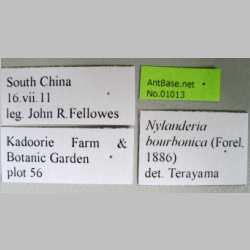 South China
16.vii.11
leg. John R.Fellowes
Kadoorie Farm &
Botanic Garden
plot 56
AntBase.net
No.01013
Nylanderia
bourbonica (Forel,
1886)
det. Terayama